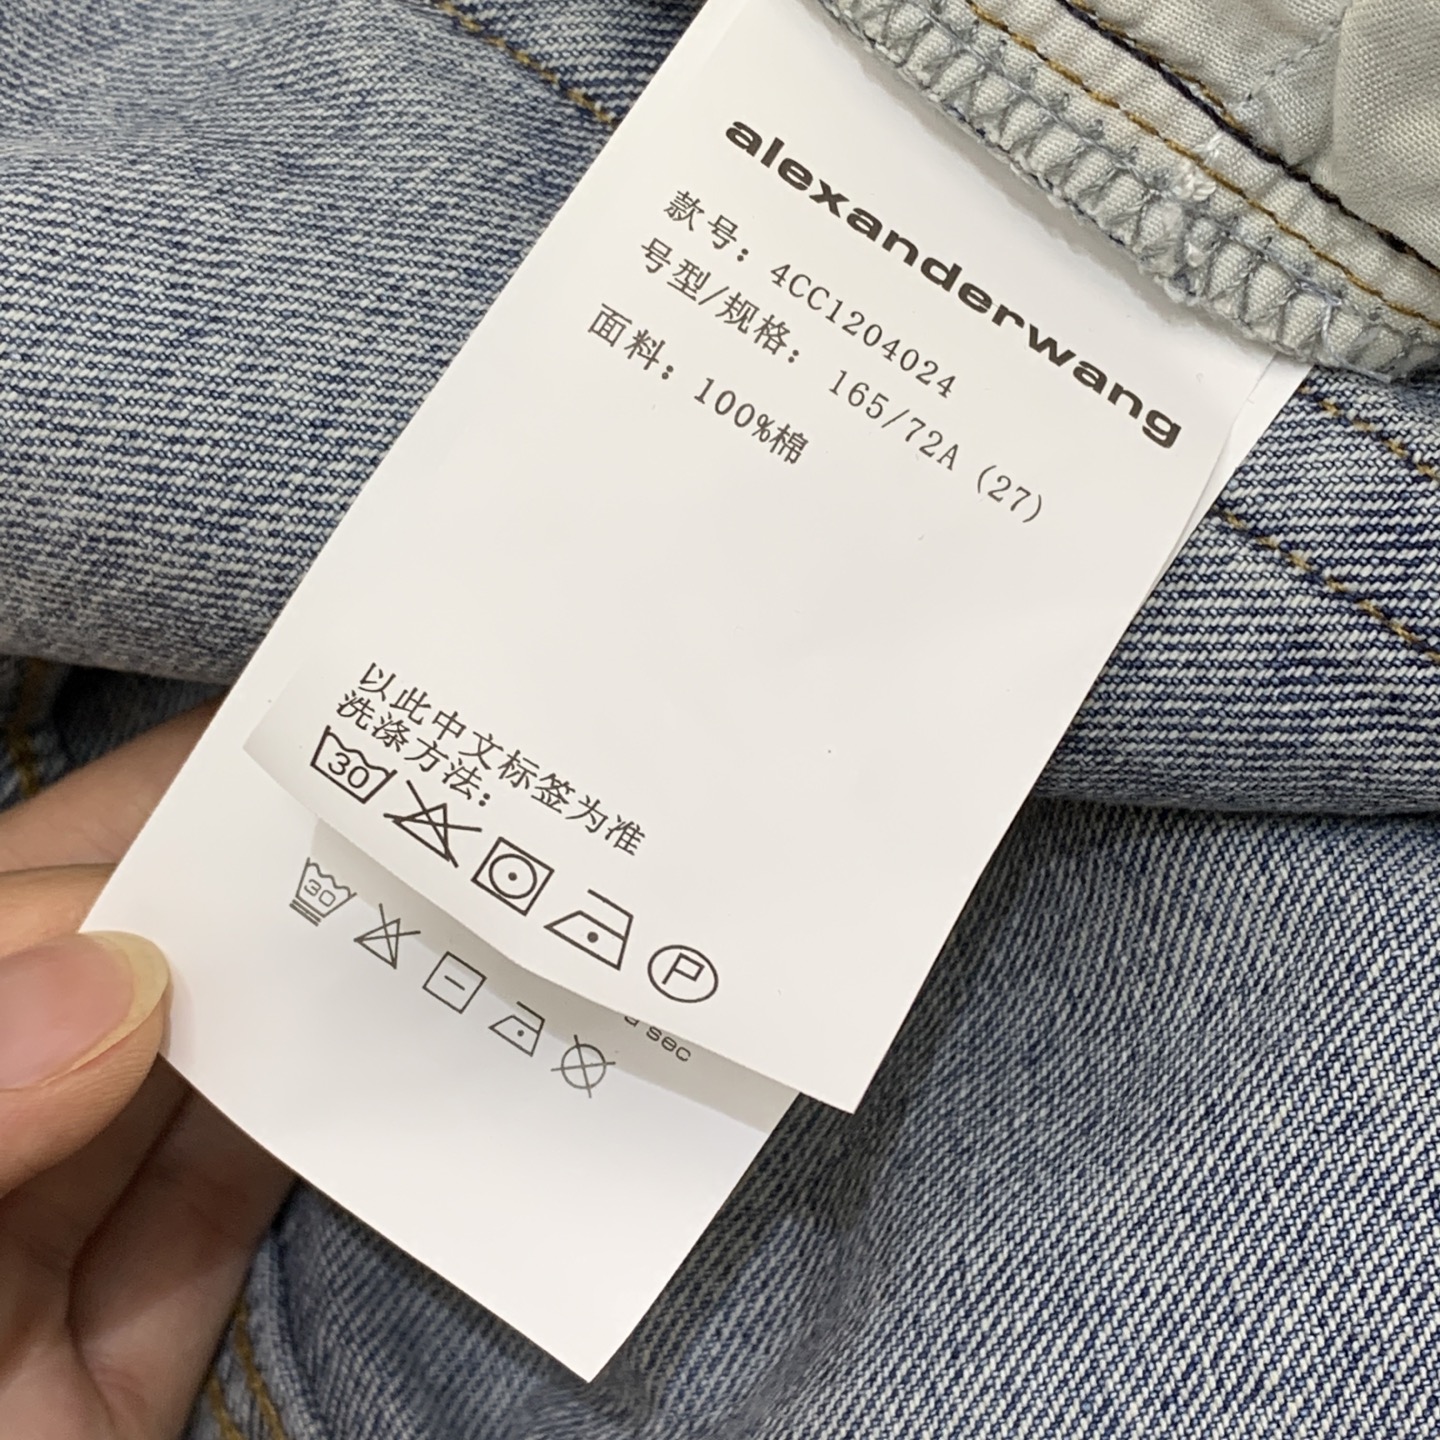 alexanderwang
款号：4CC1204024
号型/规格：165/72A (27)
面料：100%棉
以此中文标签为准
洗涤方法：
30
P
30
sec